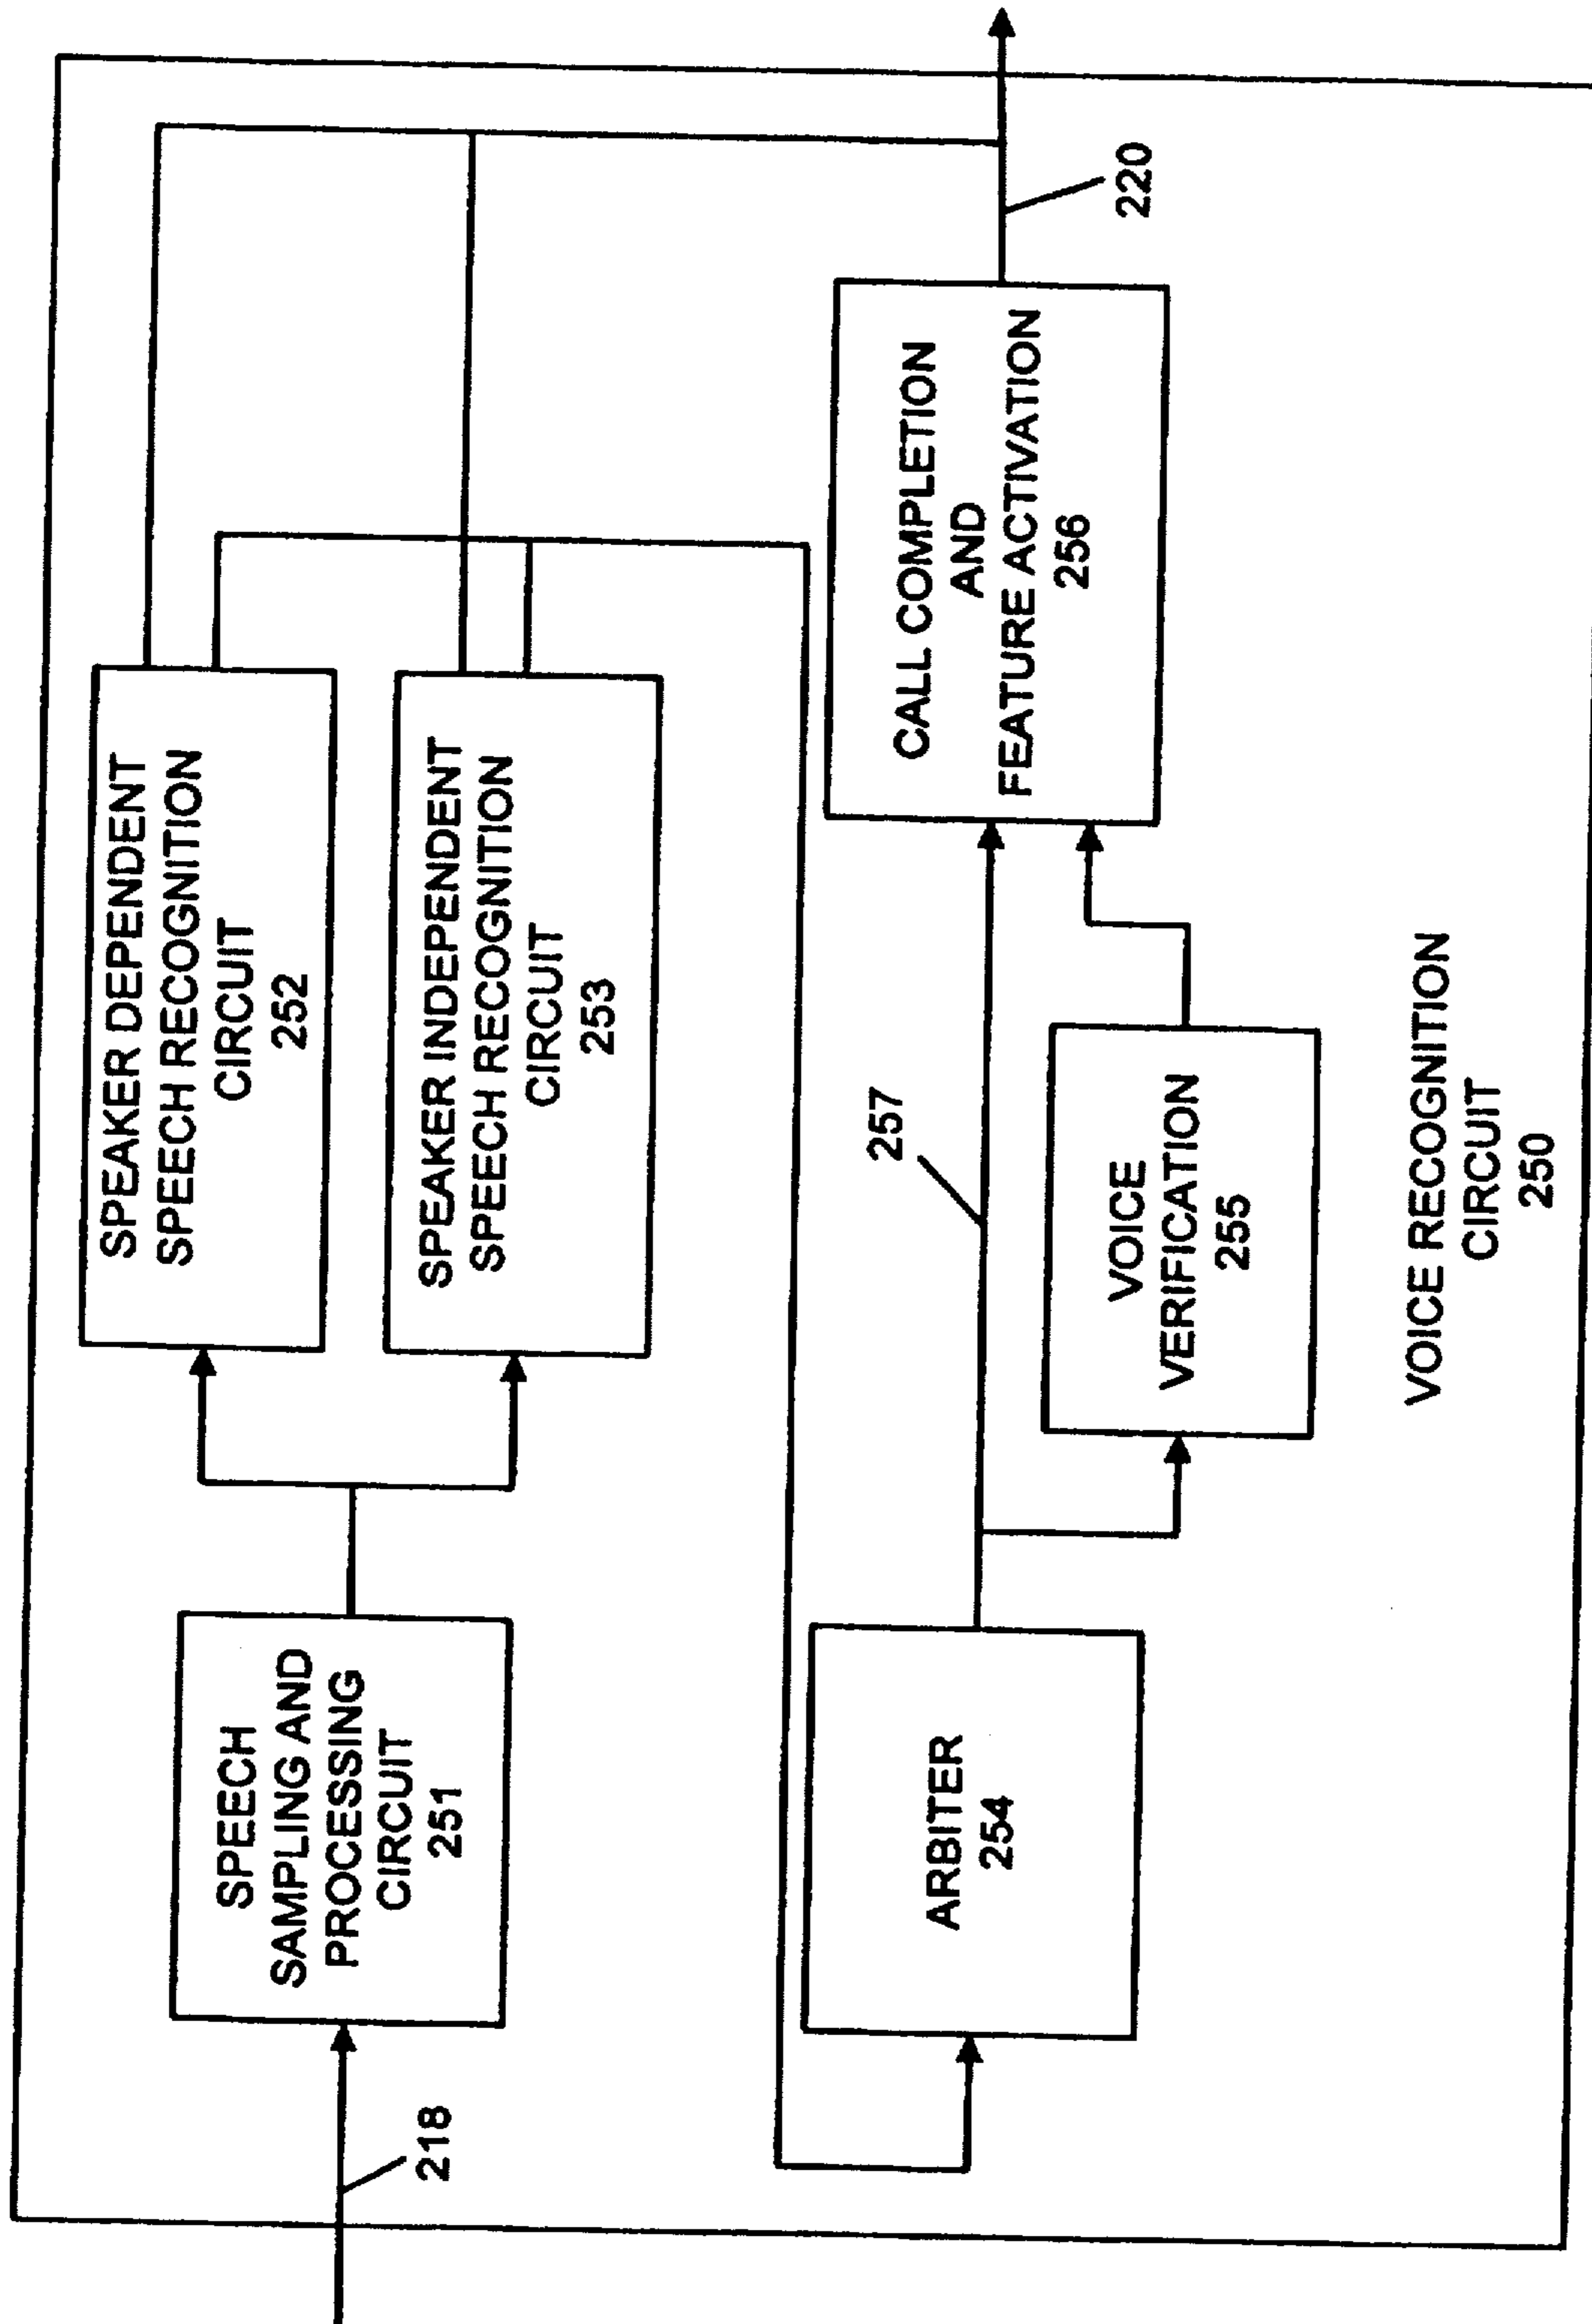 218
SPEECH
SAMPLING AND
PROCESSING
CIRCUIT
251
SPEAKER DEPENDENT
SPEECH RECOGNITION
CIRCUIT
252
SPEAKER INDEPENDENT
SPEECH RECOGNITION
CIRCUIT
253
ARBITER
254
257
VOICE
VERIFICATION
255
CALL COMPLETION
AND
FEATURE ACTIVATION
256
220
VOICE RECOGNITION
CIRCUIT
250